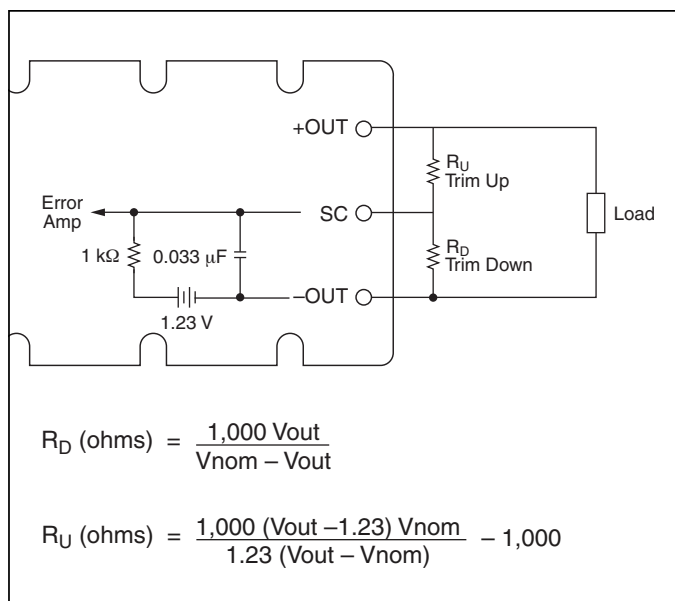 +OUT
R_U
Trim Up
Error
Amp
SC
Load
1 kΩ
0.033 μF
R_D
Trim Down
–OUT
1.23 V
R_D (ohms) = 1,000 Vout / Vnom – Vout
R_U (ohms) = 1,000 (Vout –1.23) Vnom / 1.23 (Vout – Vnom) – 1,000